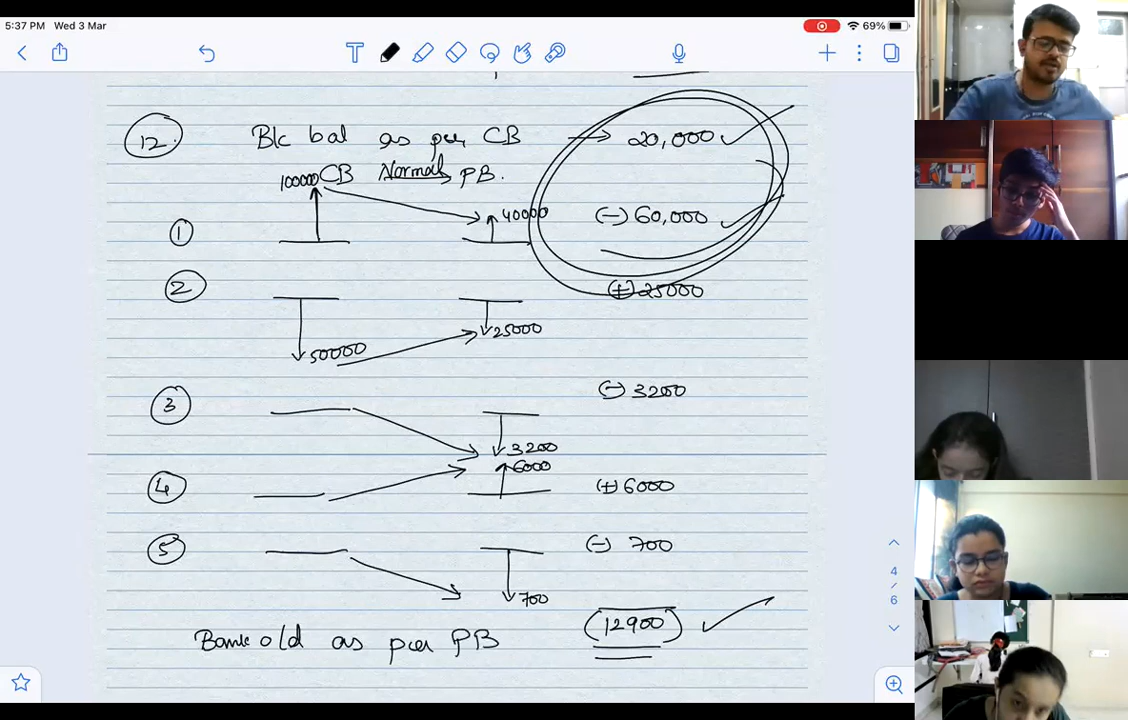 5:37 PM Wed 3 Mar
69%
T
12. Blc bal as per CB → 20,000
100000 CB Normal PB.
① 40000 (-) 60,000
② (+) 25000
50000 25000
③ (-) 3200
3200
④ 6000 (+) 6000
⑤ (-) 700
700
Bank o/d as per PB (12900)
4
/
6